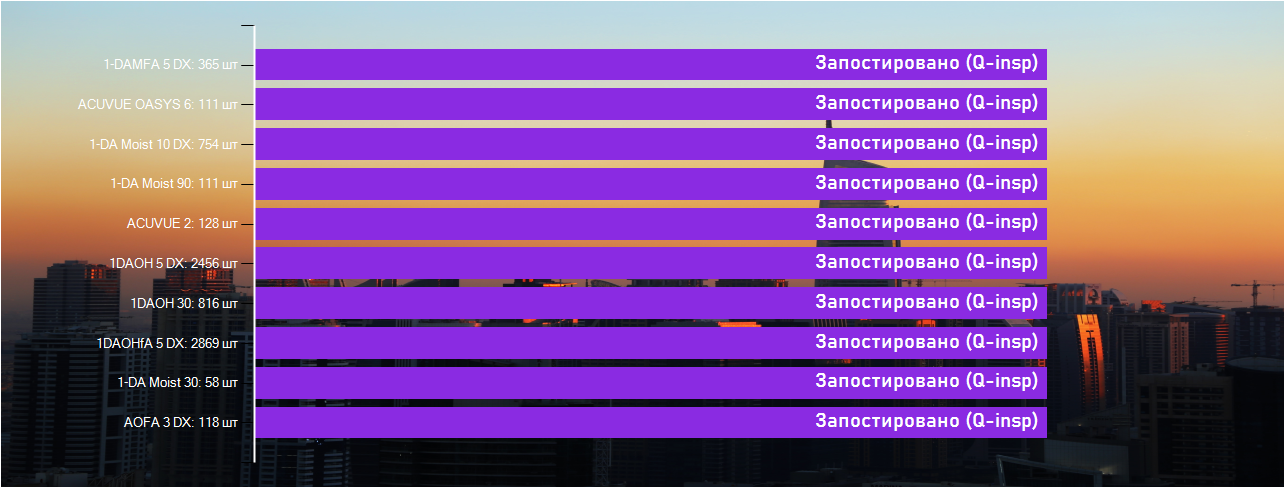 1-DAMFA 5 DX: 365 шт Запостировано (Q-insp)
ACUVUE OASYS 6: 111 шт Запостировано (Q-insp)
1-DA Moist 10 DX: 754 шт Запостировано (Q-insp)
1-DA Moist 90: 111 шт Запостировано (Q-insp)
ACUVUE 2: 128 шт Запостировано (Q-insp)
1DAOH 5 DX: 2456 шт Запостировано (Q-insp)
1DAOH 30: 816 шт Запостировано (Q-insp)
1DAOHfA 5 DX: 2869 шт Запостировано (Q-insp)
1-DA Moist 30: 58 шт Запостировано (Q-insp)
AOFA 3 DX: 118 шт Запостировано (Q-insp)